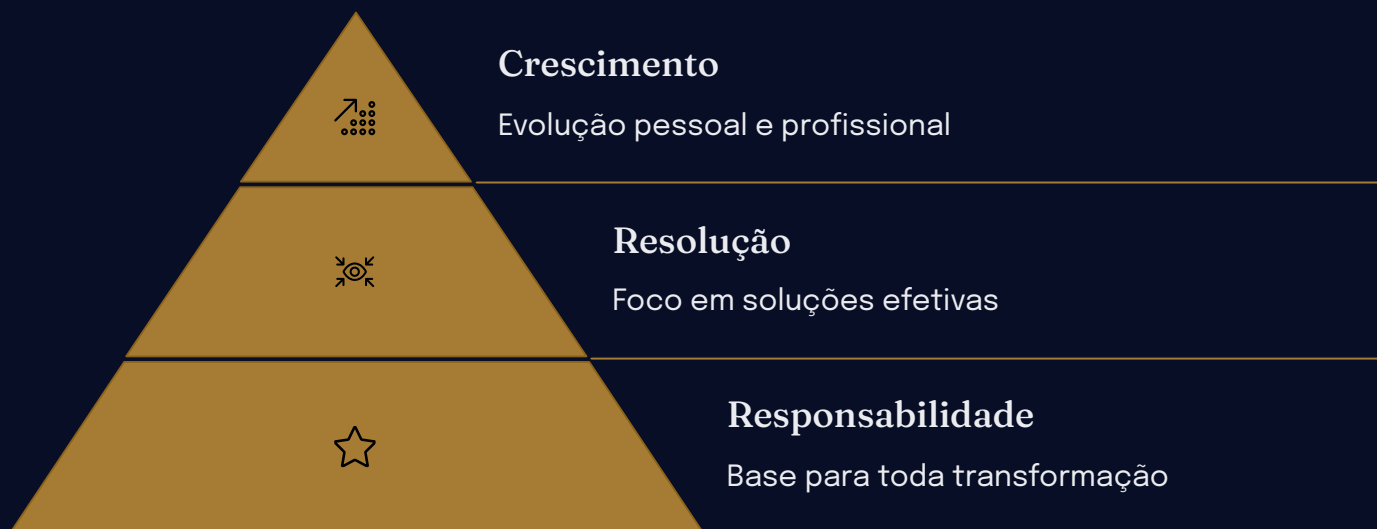 Crescimento
Evolução pessoal e profissional
Resolução
Foco em soluções efetivas
Responsabilidade
Base para toda transformação